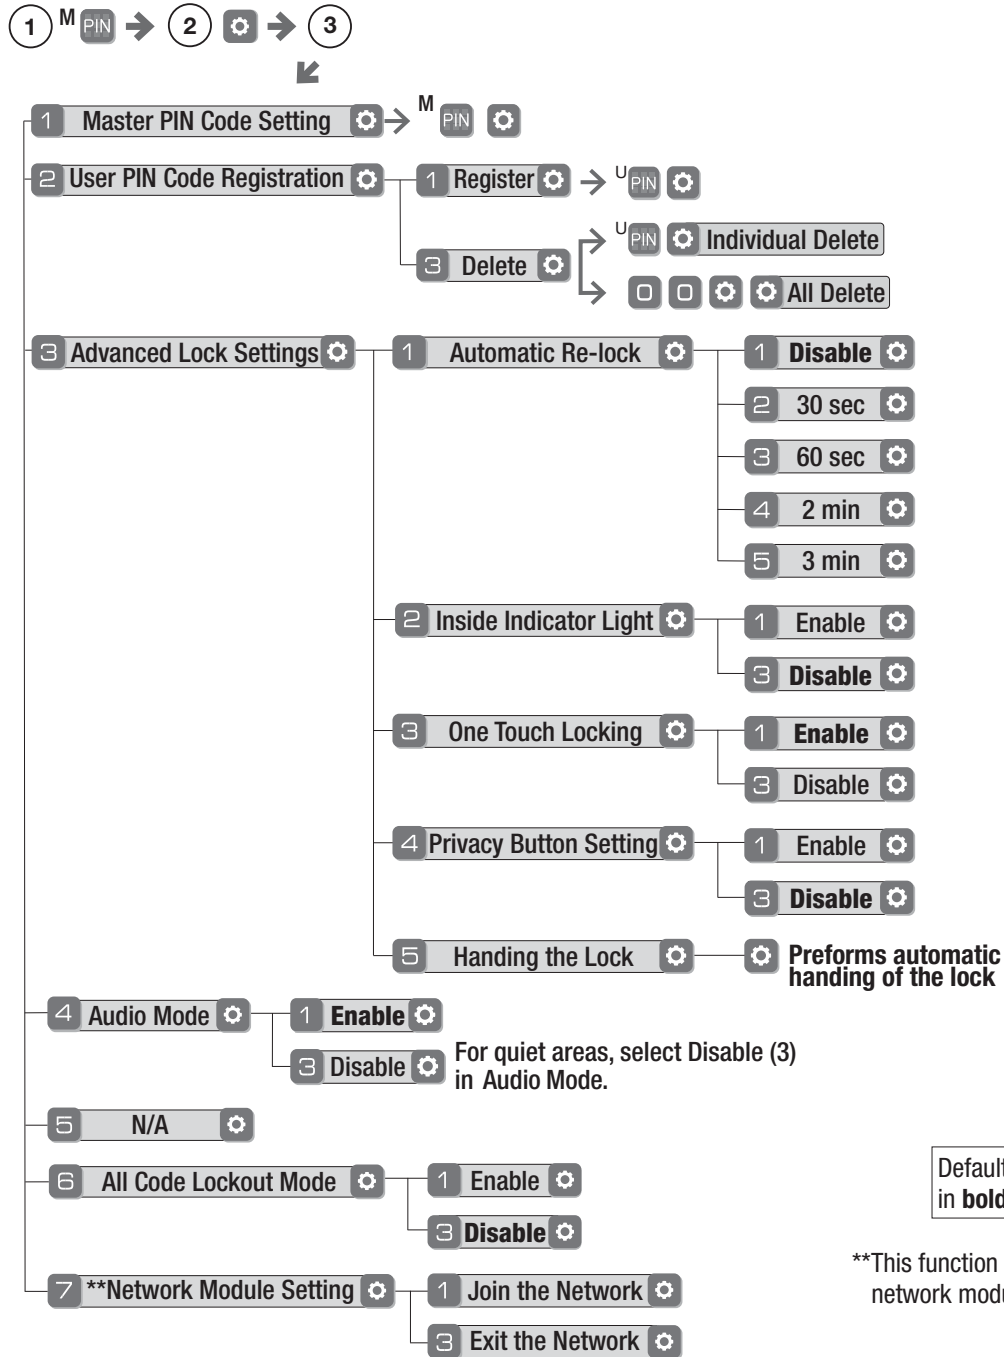 1 M PIN 2 3
1 Master PIN Code Setting M PIN
2 User PIN Code Registration 1 Register U PIN
3 Delete U PIN Individual Delete
0 0 All Delete
3 Advanced Lock Settings 1 Automatic Re-lock 1 Disable
2 30 sec
3 60 sec
4 2 min
5 3 min
2 Inside Indicator Light 1 Enable
3 Disable
3 One Touch Locking 1 Enable
3 Disable
4 Privacy Button Setting 1 Enable
3 Disable
5 Handing the Lock Preforms automatic
handing of the lock
4 Audio Mode 1 Enable
3 Disable For quiet areas, select Disable (3)
in Audio Mode.
5 N/A
6 All Code Lockout Mode 1 Enable
3 Disable
Default
in bold
7 **Network Module Setting 1 Join the Network
3 Exit the Network
**This function
network